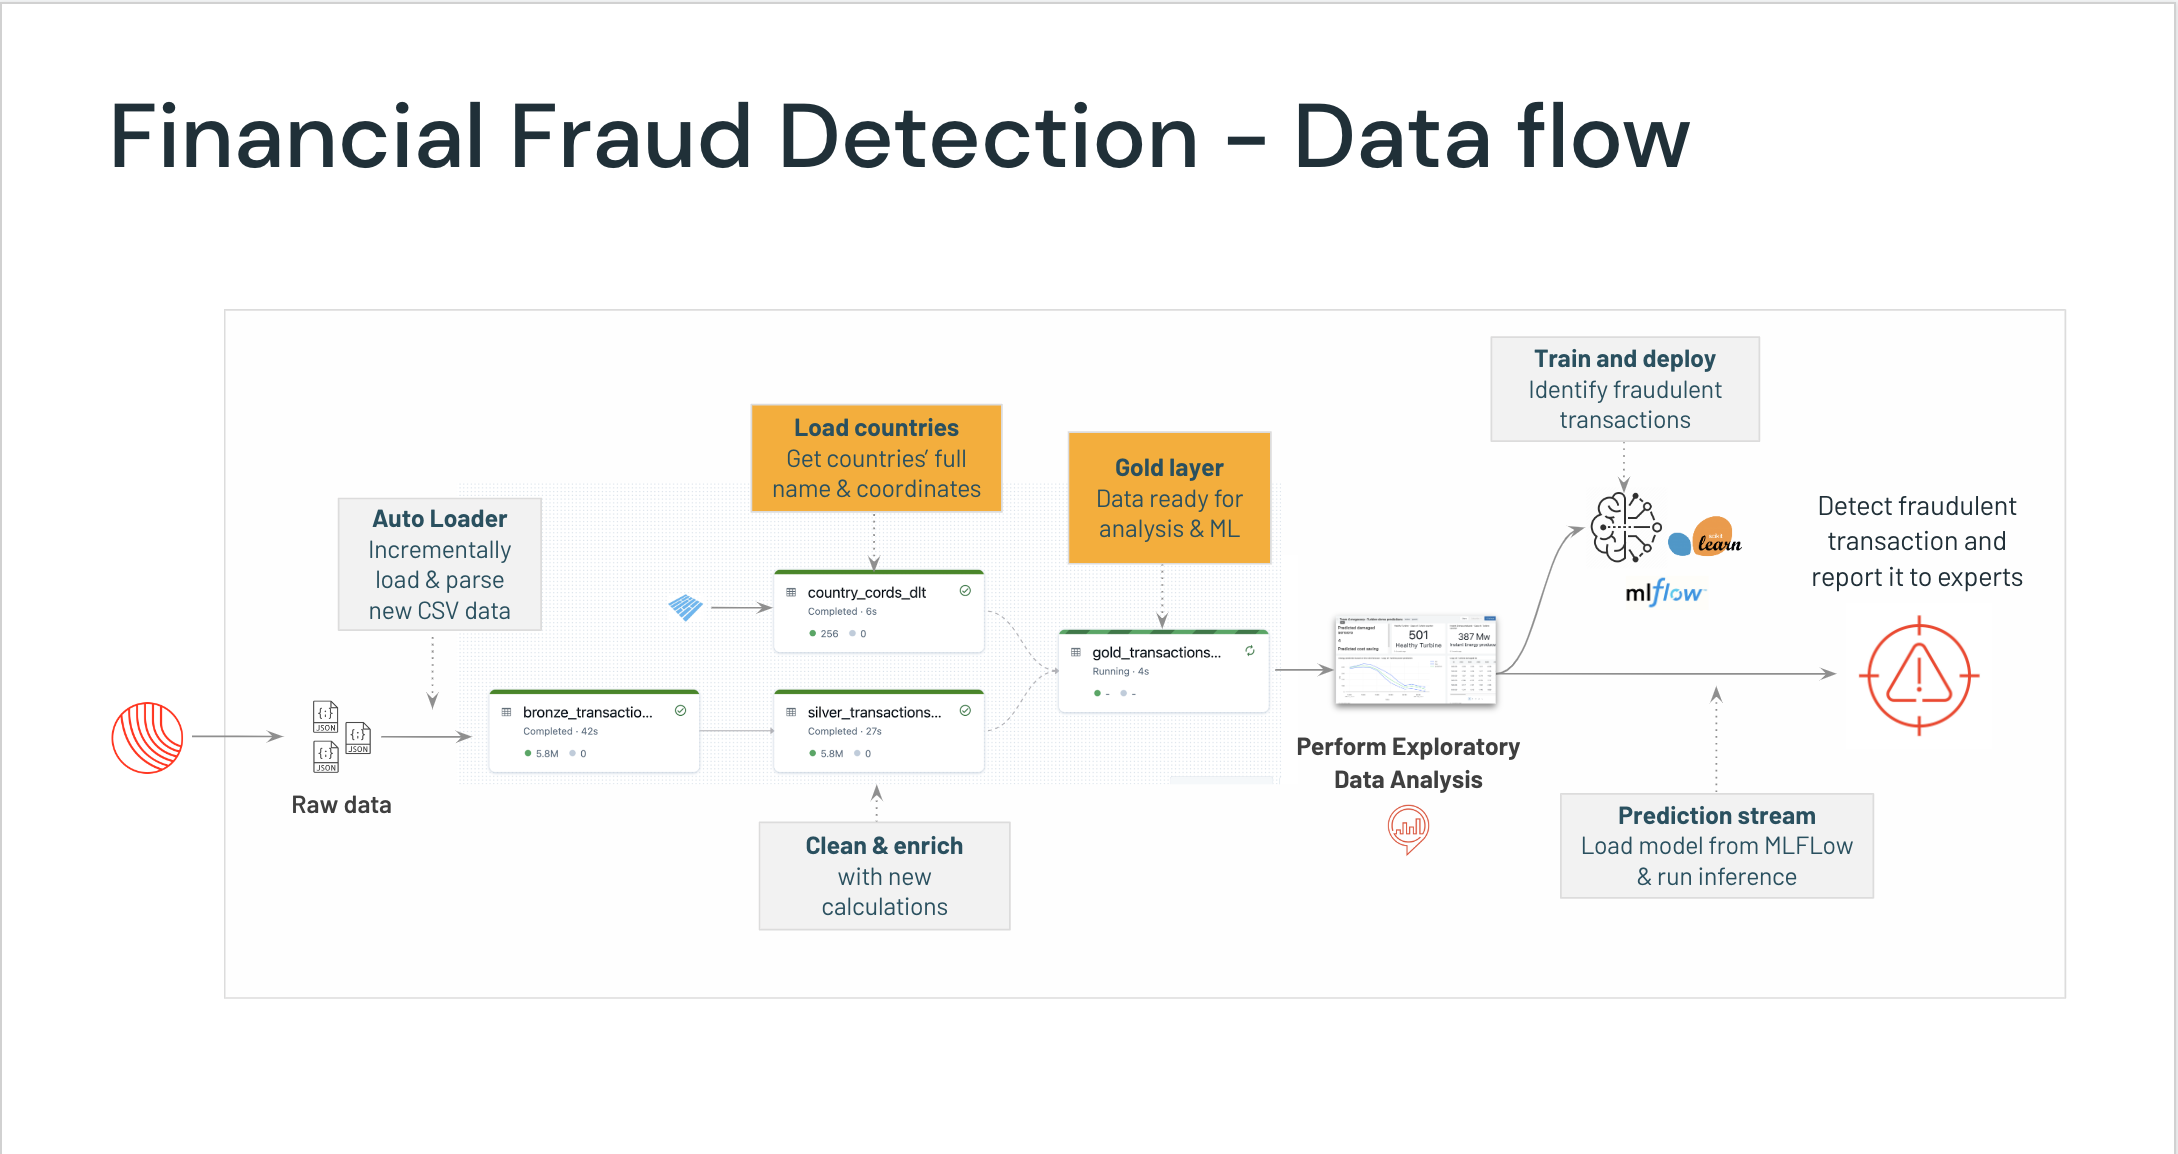 Financial Fraud Detection - Data flow
Train and deploy
Identify fraudulent
transactions
Load countries
Get countries’ full
name & coordinates
Gold layer
Data ready for
analysis & ML
Auto Loader
Incrementally
load & parse
new CSV data
Detect fraudulent
transaction and
report it to experts
scikit
learn
mlflow
country_cords_dlt
Completed · 6s
256 0
gold_transactions...
Running · 4s
- -
501
Healthy Turbine
387 Mw
{;}
JSON
{;}
JSON
{;}
JSON
Raw data
bronze_transactio...
Completed · 42s
5.8M 0
silver_transactions...
Completed · 27s
5.8M 0
Perform Exploratory
Data Analysis
Clean & enrich
with new
calculations
Prediction stream
Load model from MLFLow
& run inference